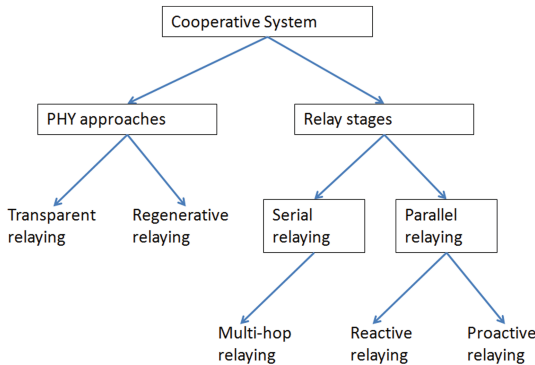 Cooperative System
PHY approaches
Relay stages
Transparent
relaying
Regenerative
relaying
Serial
relaying
Parallel
relaying
Multi-hop
relaying
Reactive
relaying
Proactive
relaying